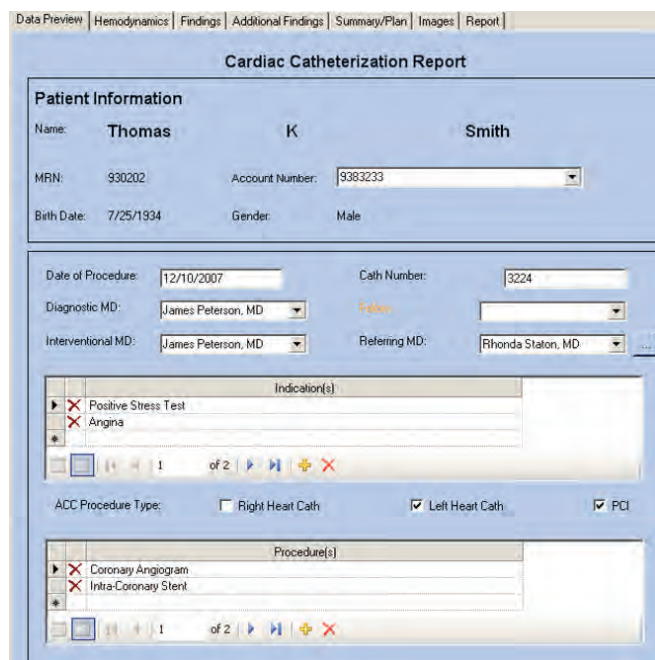 Data Preview Hemodynamics Findings Additional Findings Summary/Plan Images Report
Cardiac Catheterization Report
Patient Information
Name: Thomas K Smith
MRN: 930202 Account Number: 9383233
Birth Date: 7/25/1934 Gender: Male
Date of Procedure: 12/10/2007 Cath Number: 3224
Diagnostic MD: James Peterson, MD
Interventional MD: James Peterson, MD Referring MD: Rhonda Staton, MD ...
Indication(s)
Positive Stress Test
Angina
1 of 2
ACC Procedure Type: Right Heart Cath Left Heart Cath PCI
Procedure(s)
Coronary Angiogram
Intra-Coronary Stent
1 of 2